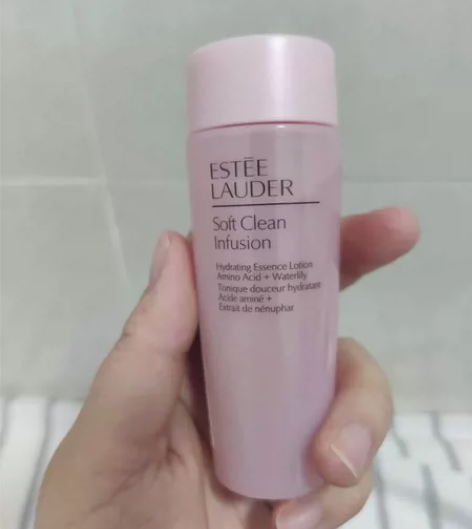 ESTĒE
LAUDER
Soft Clean
Infusion
Hydrating Essence Lotion
Amino Acid + Waterlily
Tonique douceur hydratant
Acide aminé +
Extrait de nénuphar